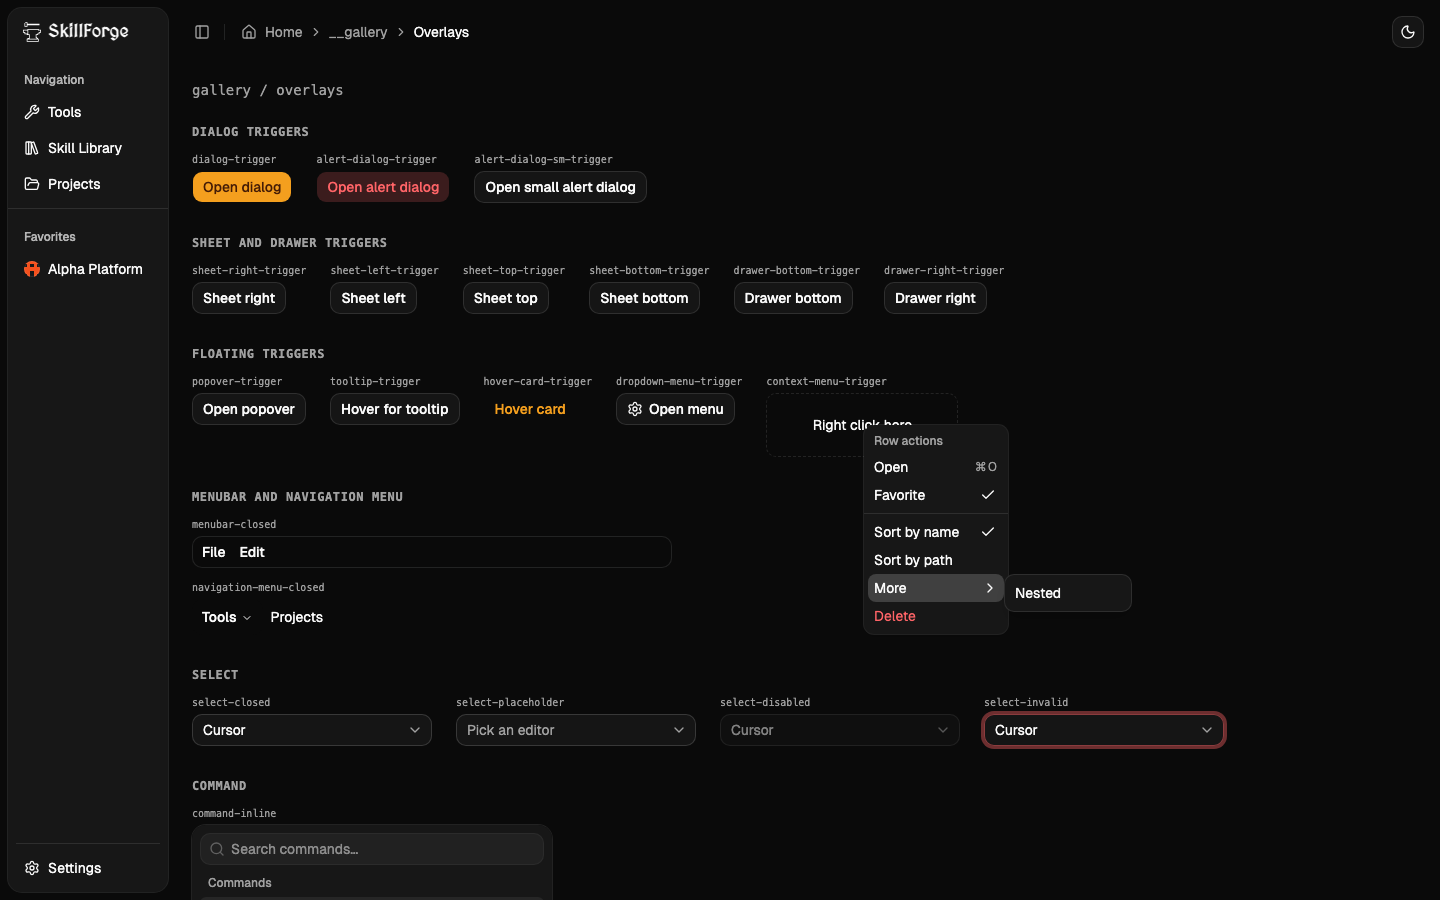 SkillForge
Home > __gallery > Overlays
Navigation
Tools
Skill Library
Projects
Favorites
Alpha Platform
Settings
gallery / overlays
DIALOG TRIGGERS
dialog-trigger alert-dialog-trigger alert-dialog-sm-trigger
Open dialog Open alert dialog Open small alert dialog
SHEET AND DRAWER TRIGGERS
sheet-right-trigger sheet-left-trigger sheet-top-trigger sheet-bottom-trigger drawer-bottom-trigger drawer-right-trigger
Sheet right Sheet left Sheet top Sheet bottom Drawer bottom Drawer right
FLOATING TRIGGERS
popover-trigger tooltip-trigger hover-card-trigger dropdown-menu-trigger context-menu-trigger
Open popover Hover for tooltip Hover card Open menu Right click here
Row actions
Open ⌘O
Favorite
Sort by name
Sort by path
More
Nested
Delete
MENUBAR AND NAVIGATION MENU
menubar-closed
File Edit
navigation-menu-closed
Tools Projects
SELECT
select-closed select-placeholder select-disabled select-invalid
Cursor Pick an editor Cursor Cursor
COMMAND
command-inline
Search commands...
Commands